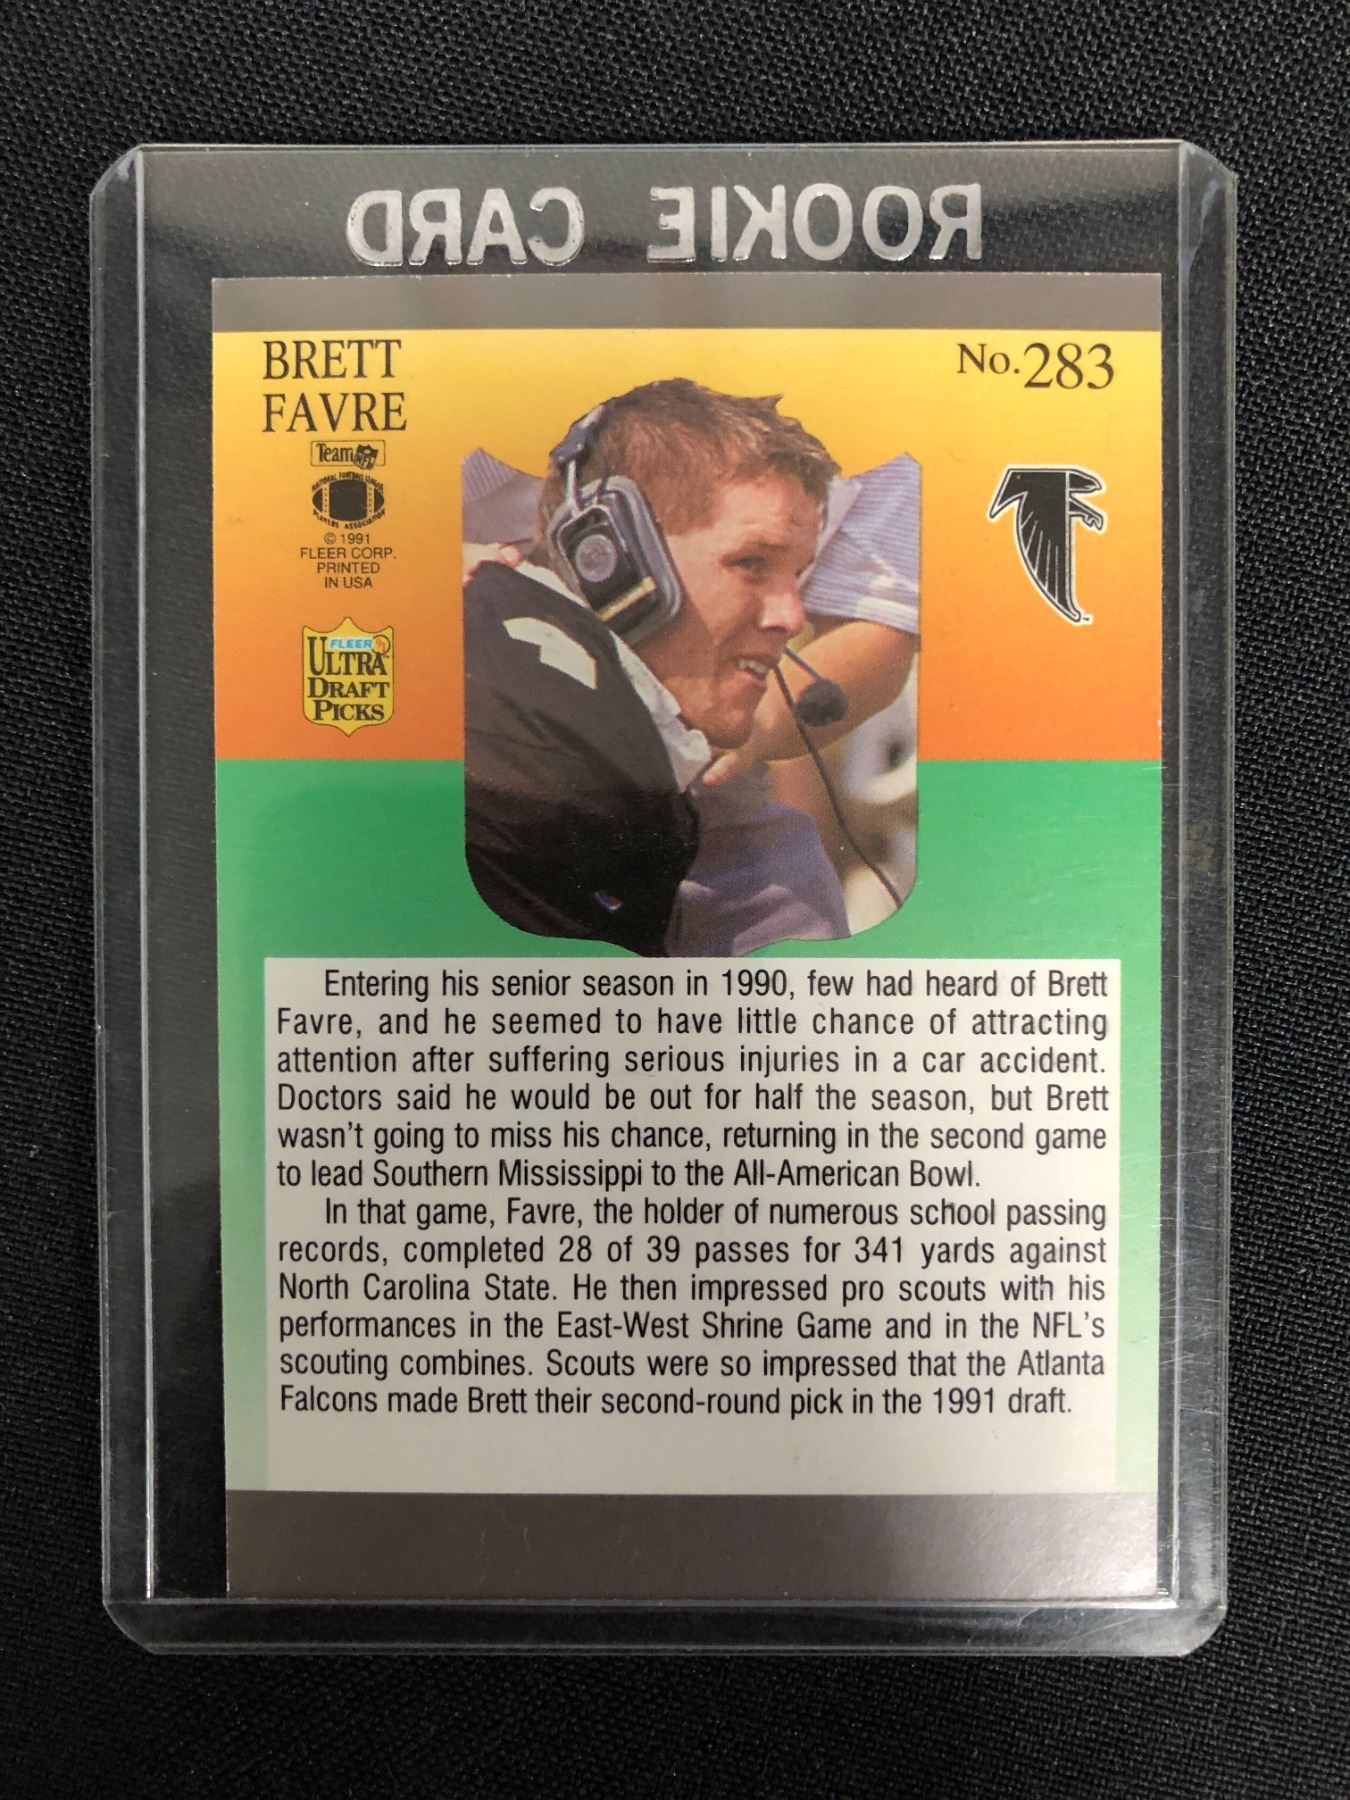 ROOKIE CARD
BRETT
FAVRE
No.283
Team NFL
NATIONAL FOOTBALL LEAGUE
PLAYERS ASSOCIATION
© 1991
FLEER CORP.
PRINTED
IN USA
FLEER
ULTRA
DRAFT
PICKS
™
Entering his senior season in 1990, few had heard of Brett
Favre, and he seemed to have little chance of attracting
attention after suffering serious injuries in a car accident.
Doctors said he would be out for half the season, but Brett
wasn't going to miss his chance, returning in the second game
to lead Southern Mississippi to the All-American Bowl.
In that game, Favre, the holder of numerous school passing
records, completed 28 of 39 passes for 341 yards against
North Carolina State. He then impressed pro scouts with his
performances in the East-West Shrine Game and in the NFL's
scouting combines. Scouts were so impressed that the Atlanta
Falcons made Brett their second-round pick in the 1991 draft.